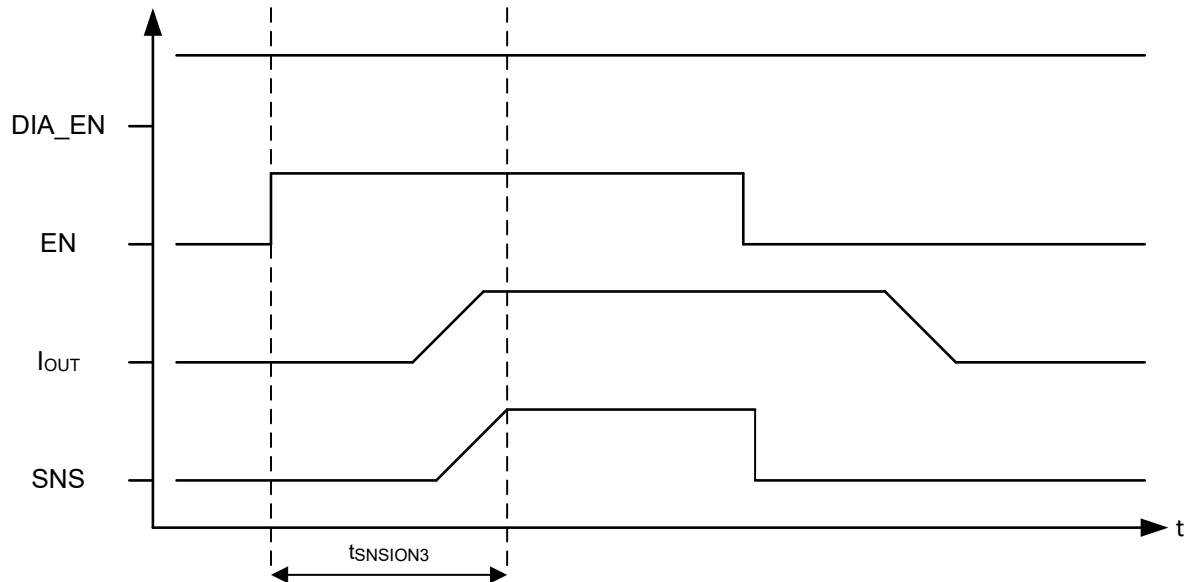 DIA_EN
EN
IOUT
SNS
t
tSNSION3